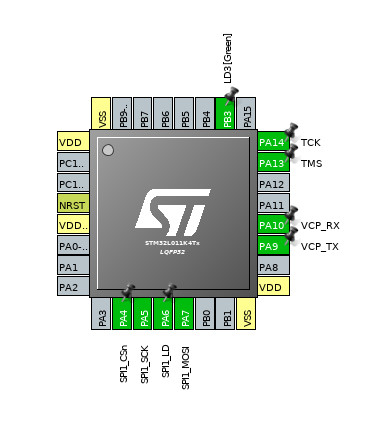 LD3 [Green]
VSS
PB9-..
PB7
PB6
PB5
PB4
PB3
PA15
VDD
PC1..
PC1..
NRST
VDD..
PA0-..
PA1
PA2
PA14
TCK
PA13
TMS
PA12
PA11
PA10
VCP_RX
PA9
VCP_TX
PA8
VDD
ST
STM32L011K4Tx
LQFP32
PA3
PA4
PA5
PA6
PA7
PB0
PB1
VSS
SPI1_CSn
SPI1_SCK
SPI1_LD
SPI1_MOSI